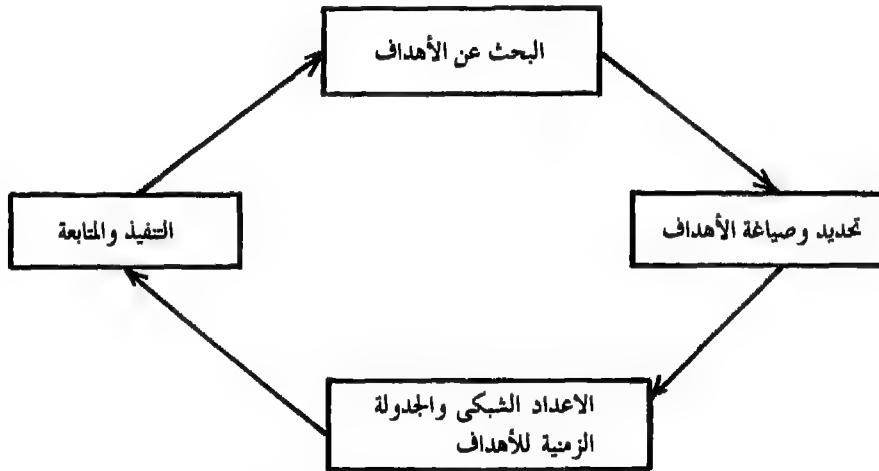 البحث عن الأهداف
تحديد وصياغة الأهداف
التنفيذ والمتابعة
الاعداد الشبكى والجدولة
الزمنية للأهداف